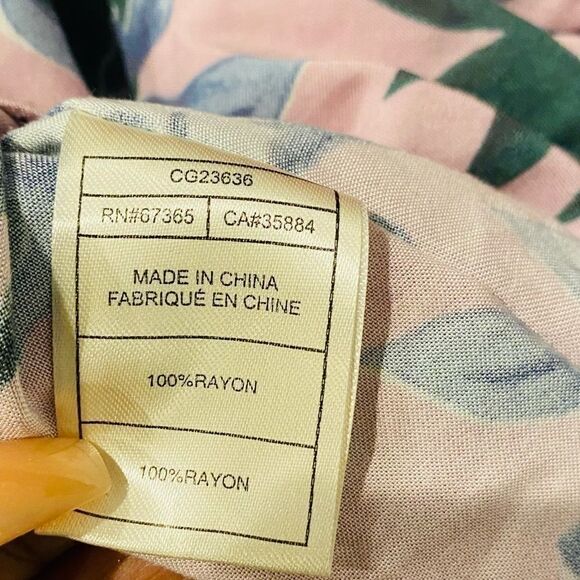 CG23636
RN#67365 CA#35884
MADE IN CHINA
FABRIQUÉ EN CHINE
100%RAYON
100%RAYON